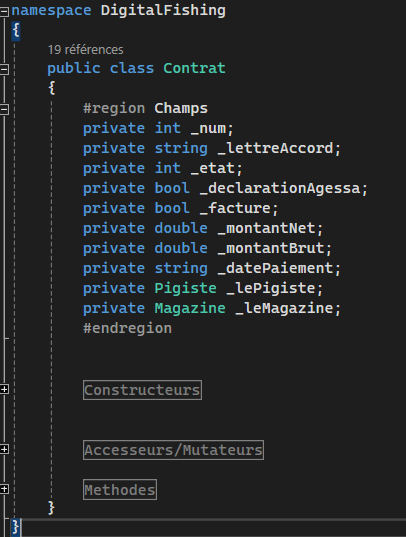 namespace DigitalFishing
{
19 références
public class Contrat
{
#region Champs
private int _num;
private string _lettreAccord;
private int _etat;
private bool _declarationAgessa;
private bool _facture;
private double _montantNet;
private double _montantBrut;
private string _datePaiement;
private Pigiste _lePigiste;
private Magazine _leMagazine;
#endregion
Constructeurs
Accesseurs/Mutateurs
Methodes
}
}